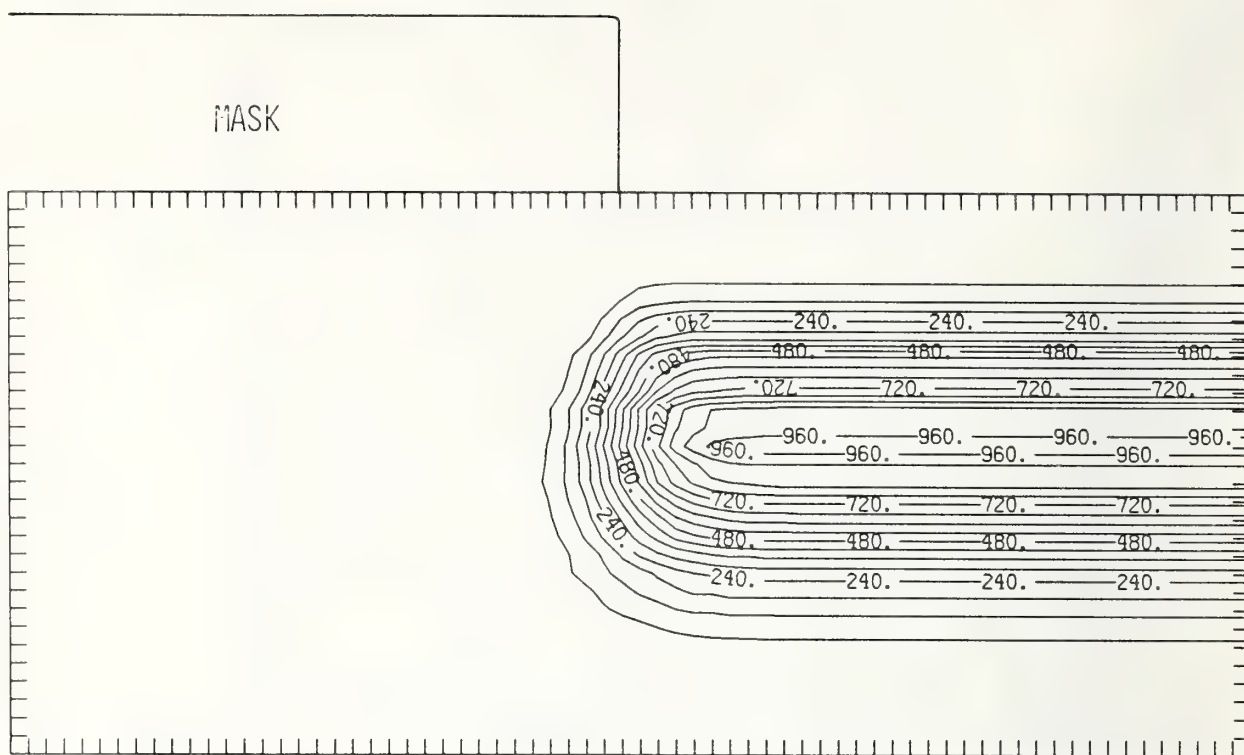 MASK
240. 240. 240. 240.
480. 480. 480. 480. 480.
720. 720. 720. 720.
240. 720.
960. 960. 960. 960.
960. 960. 960. 960.
480.
720. 720. 720. 720.
240.
480. 480. 480. 480.
240. 240. 240. 240.